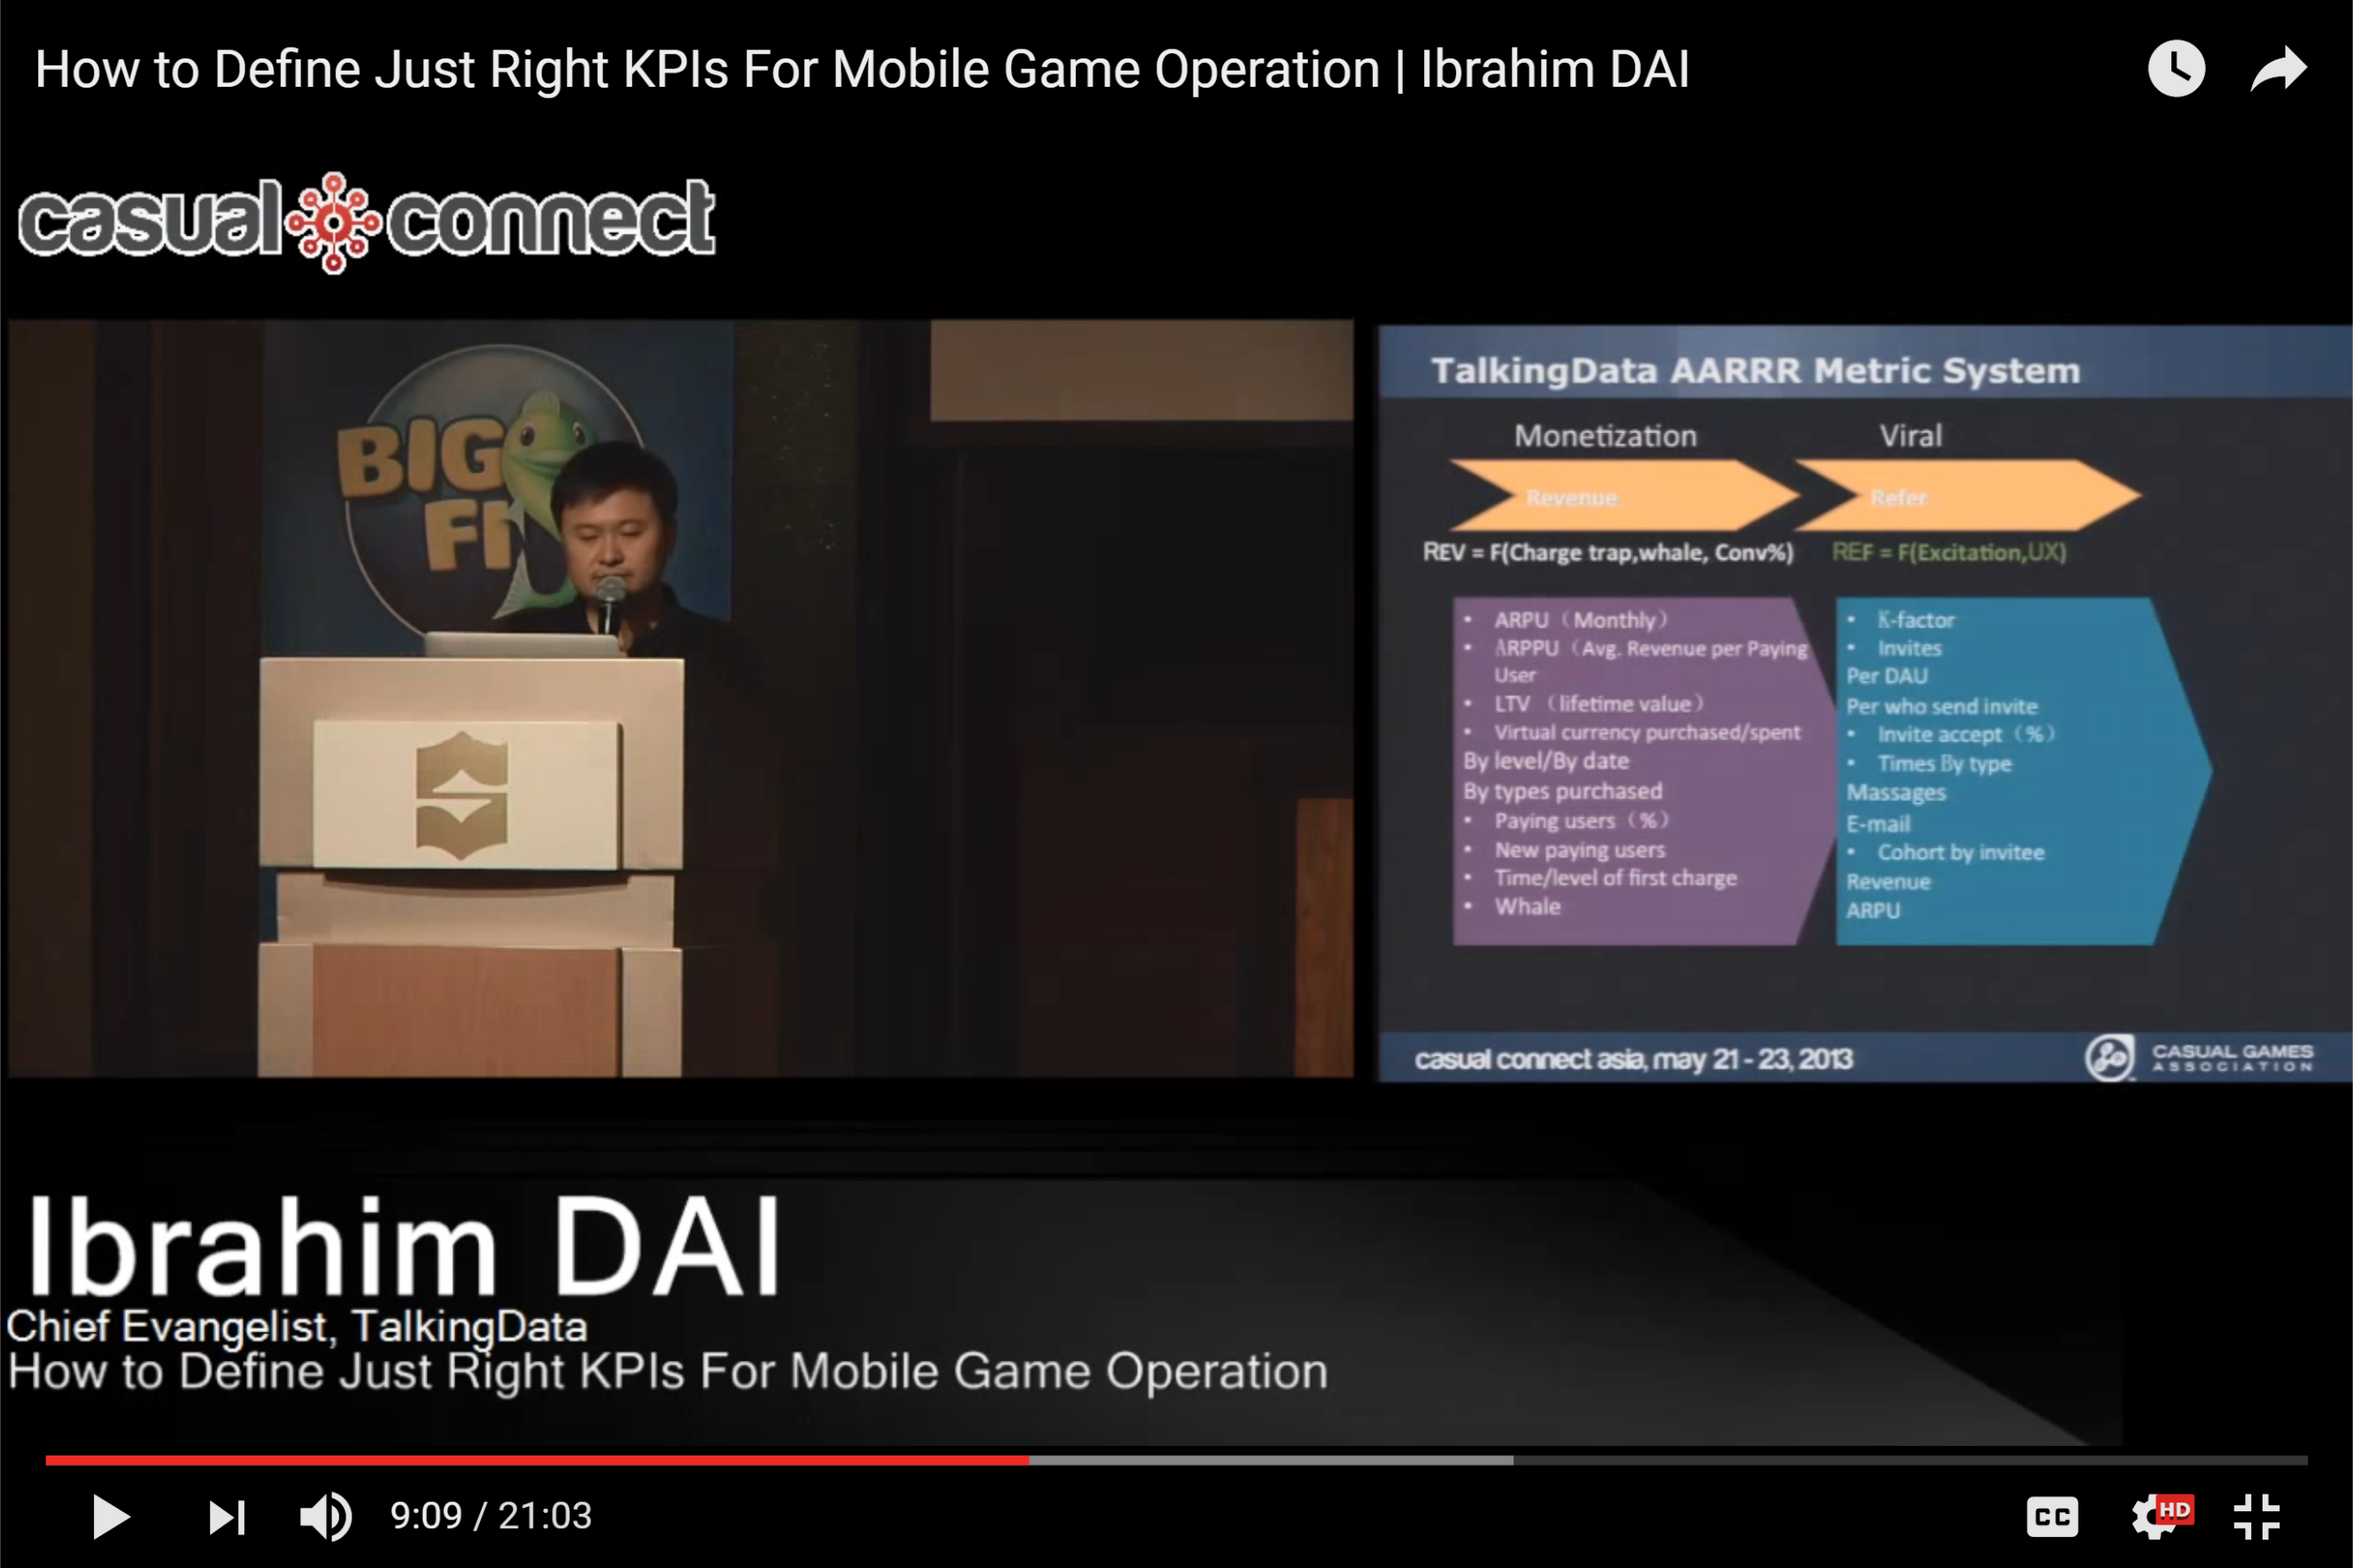 How to Define Just Right KPIs For Mobile Game Operation | Ibrahim DAI
casual connect
BIG
FI
TalkingData AARRR Metric System
Monetization
Viral
Revenue
Refer
REV = F(Charge trap,whale, Conv%)
REF = F(Excitation,UX)
• ARPU（Monthly）
• ARPPU（Avg. Revenue per Paying
User
• LTV （lifetime value）
• Virtual currency purchased/spent
By level/By date
By types purchased
• Paying users（%）
• New paying users
• Time/level of first charge
• Whale
• K-factor
• Invites
Per DAU
Per who send invite
• Invite accept（%）
• Times By type
Massages
E-mail
• Cohort by invitee
Revenue
ARPU
casual connect asia, may 21 - 23, 2013
CASUAL GAMES
ASSOCIATION
Ibrahim DAI
Chief Evangelist, TalkingData
How to Define Just Right KPIs For Mobile Game Operation
9:09 / 21:03
CC
HD